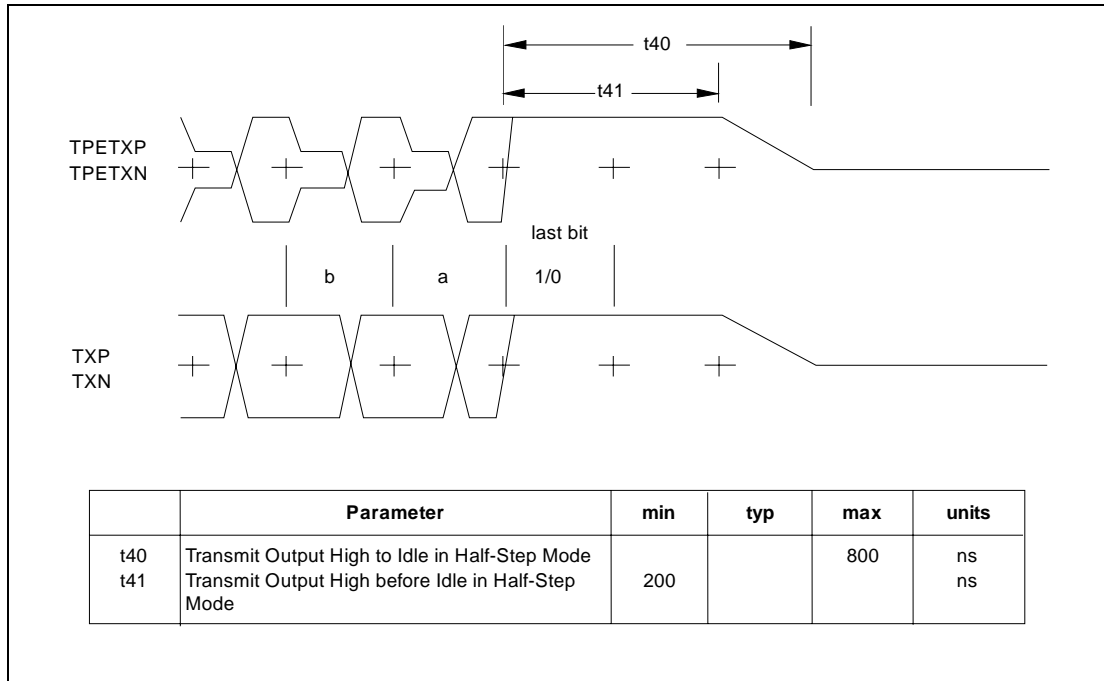 t40
t41
TPETXP
TPETXN
last bit
b a 1/0
TXP
TXN
Parameter min typ max units
t40 Transmit Output High to Idle in Half-Step Mode 800 ns
t41 Transmit Output High before Idle in Half-Step 200 ns
Mode